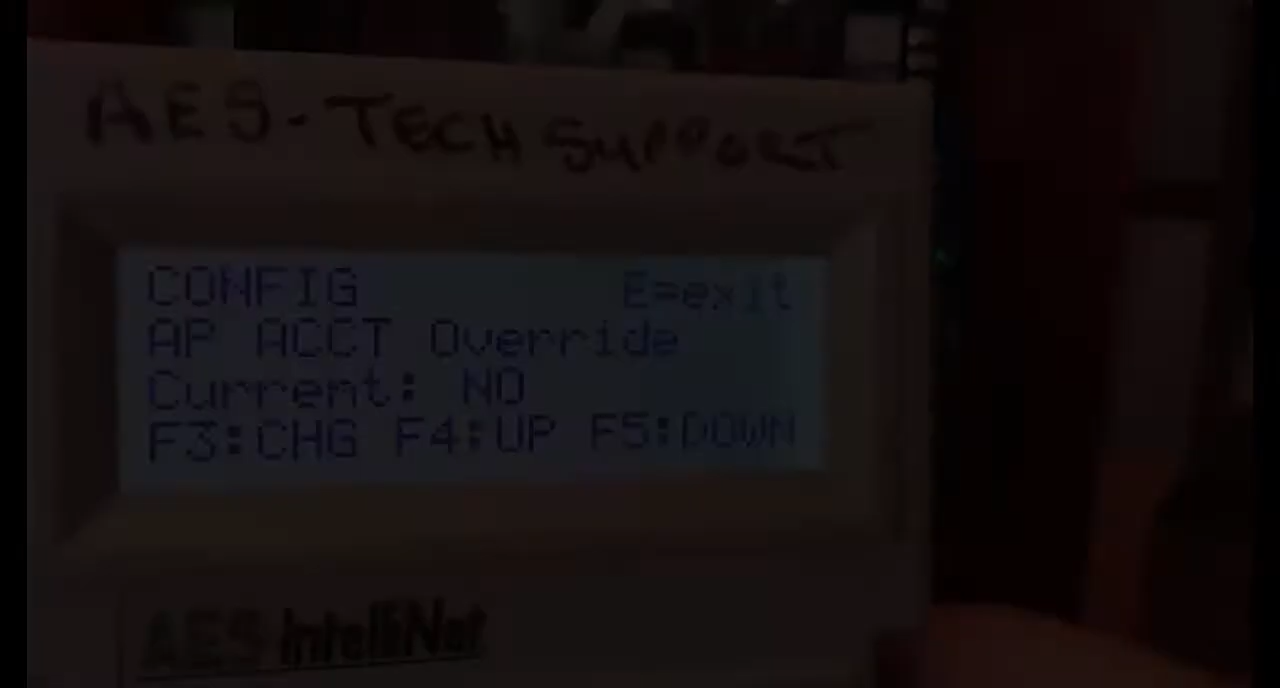 AES-TECH SUPPORT
CONFIG E=exit
AP ACCT Override
Current: NO
F3:CHG F4:UP F5:DOWN
AES IntelliNet